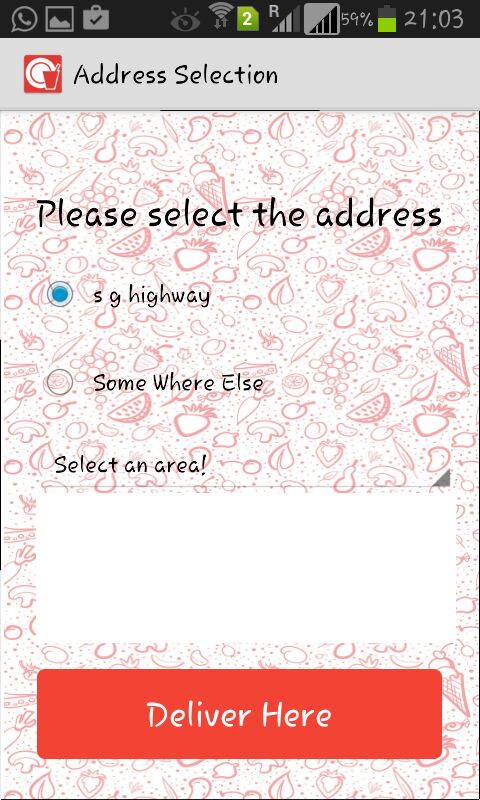 R
2
59%
21:03
Address Selection
Please select the address
s g highway
Some Where Else
Select an area!
Deliver Here